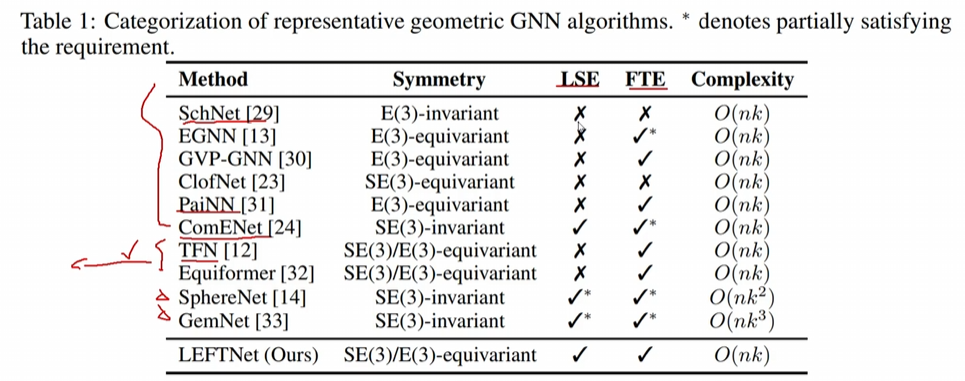 Table 1: Categorization of representative geometric GNN algorithms. * denotes partially satisfying
the requirement.
Method Symmetry LSE FTE Complexity
SchNet [29] E(3)-invariant ✗ ✗ O(nk)
EGNN [13] E(3)-equivariant ✗ ✓* O(nk)
GVP-GNN [30] E(3)-equivariant ✗ ✓ O(nk)
ClofNet [23] SE(3)-equivariant ✗ ✗ O(nk)
PaiNN [31] E(3)-equivariant ✗ ✓ O(nk)
ComENet [24] SE(3)-invariant ✓ ✓* O(nk)
TFN [12] SE(3)/E(3)-equivariant ✗ ✓ O(nk)
Equiformer [32] SE(3)/E(3)-equivariant ✗ ✓ O(nk)
SphereNet [14] SE(3)-invariant ✓* ✓* O(nk²)
GemNet [33] SE(3)-invariant ✓* ✓* O(nk³)
LEFTNet (Ours) SE(3)/E(3)-equivariant ✓ ✓ O(nk)